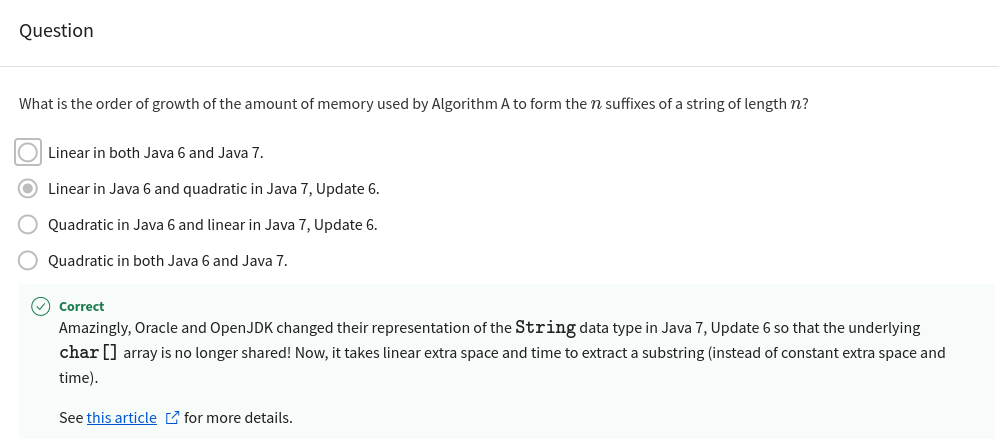 Question
What is the order of growth of the amount of memory used by Algorithm A to form the n suffixes of a string of length n?
Linear in both Java 6 and Java 7.
Linear in Java 6 and quadratic in Java 7, Update 6.
Quadratic in Java 6 and linear in Java 7, Update 6.
Quadratic in both Java 6 and Java 7.
Correct
Amazingly, Oracle and OpenJDK changed their representation of the String data type in Java 7, Update 6 so that the underlying
char[] array is no longer shared! Now, it takes linear extra space and time to extract a substring (instead of constant extra space and
time).
See this article for more details.